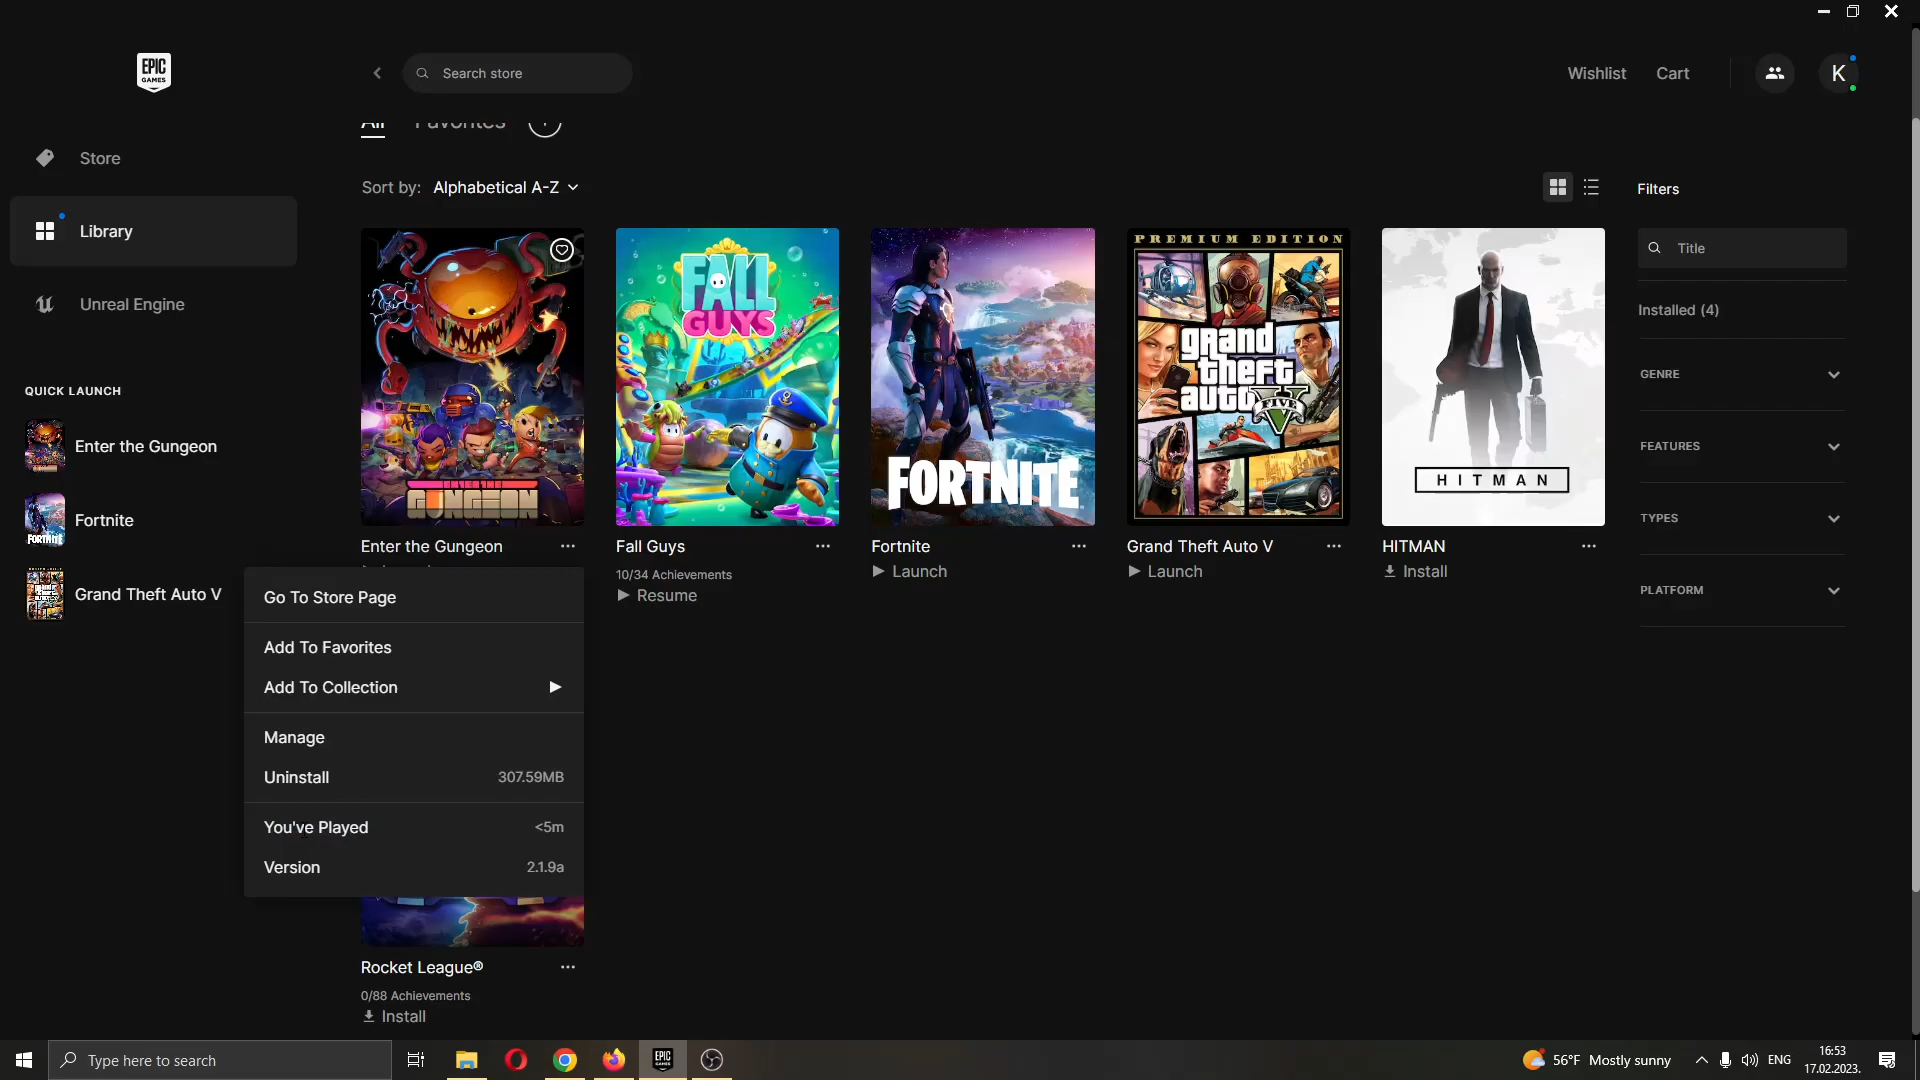 EPIC
GAMES
Search store
Wishlist
Cart
K
All
Favorites
Store
Library
Unreal Engine
QUICK LAUNCH
Enter the Gungeon
Fortnite
Grand Theft Auto V
Sort by: Alphabetical A-Z
ENTER THE
GUNGEON
Enter the Gungeon
FALL
GUYS
Fall Guys
10/34 Achievements
Resume
FORTNITE
Fortnite
Launch
PREMIUM EDITION
grand
theft
auto
FIVE
V
Grand Theft Auto V
Launch
HITMAN
HITMAN
Install
Filters
Title
Installed (4)
GENRE
FEATURES
TYPES
PLATFORM
Go To Store Page
Add To Favorites
Add To Collection
Manage
Uninstall 307.59MB
You've Played <5m
Version 2.1.9a
Rocket League®
0/88 Achievements
Install
Type here to search
EPIC
GAMES
56°F Mostly sunny
ENG
16:53
17.02.2023.